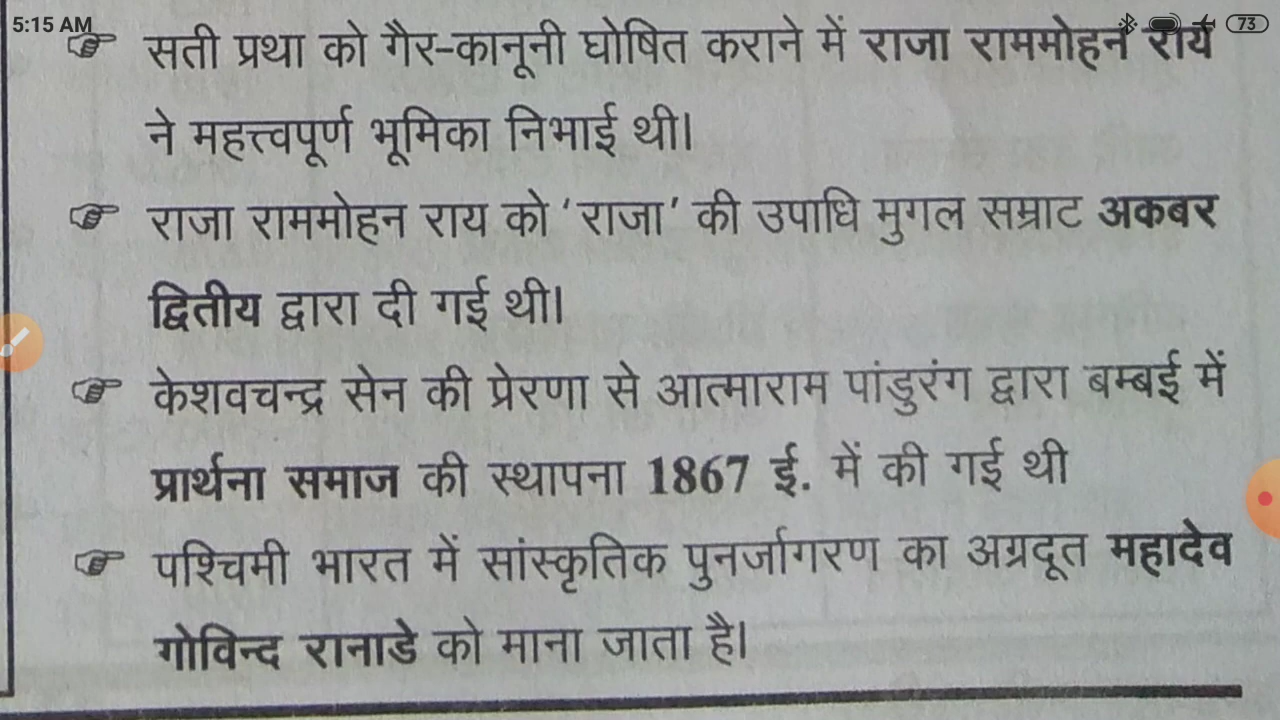 5:15 AM 73
☞ सती प्रथा को गैर-कानूनी घोषित कराने में राजा राममोहन राय
ने महत्त्वपूर्ण भूमिका निभाई थी।
☞ राजा राममोहन राय को 'राजा' की उपाधि मुगल सम्राट अकबर
द्वितीय द्वारा दी गई थी।
☞ केशवचन्द्र सेन की प्रेरणा से आत्माराम पांडुरंग द्वारा बम्बई में
प्रार्थना समाज की स्थापना 1867 ई. में की गई थी
☞ पश्चिमी भारत में सांस्कृतिक पुनर्जागरण का अग्रदूत महादेव
गोविन्द रानाडे को माना जाता है।